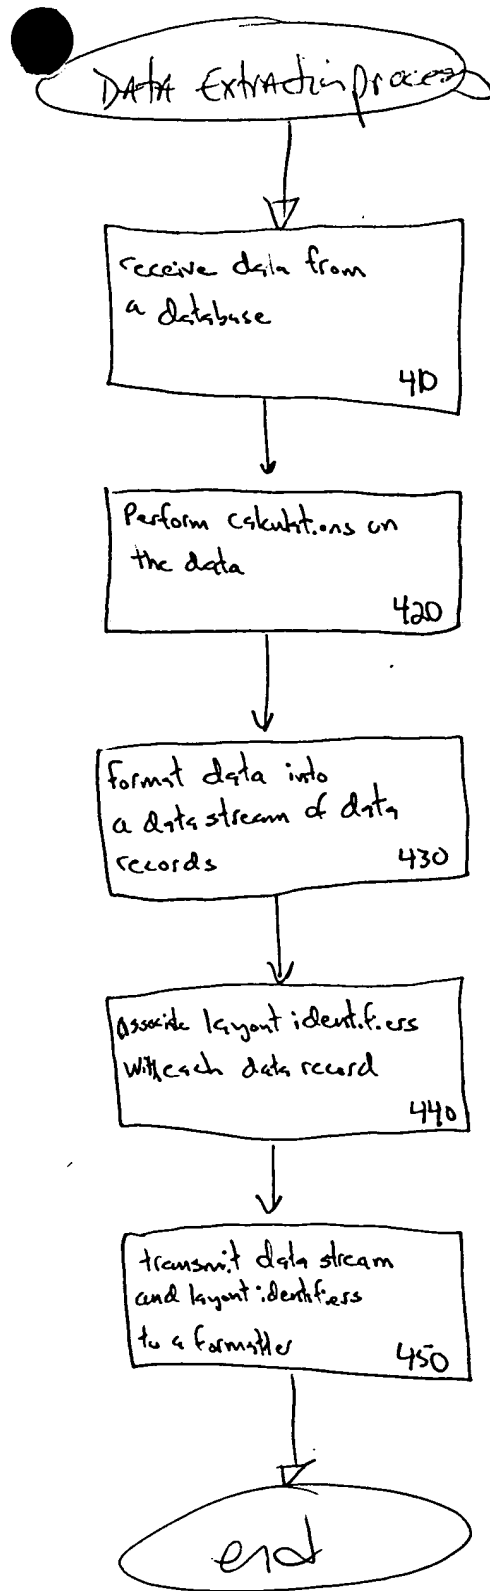 DATA Extraction process
receive data from
a database
410
Perform calculations on
the data
420
format data into
a data stream of data
records 430
associate layout identifiers
with each data record
440
transmit data stream
and layout identifiers
to a formatter 450
end